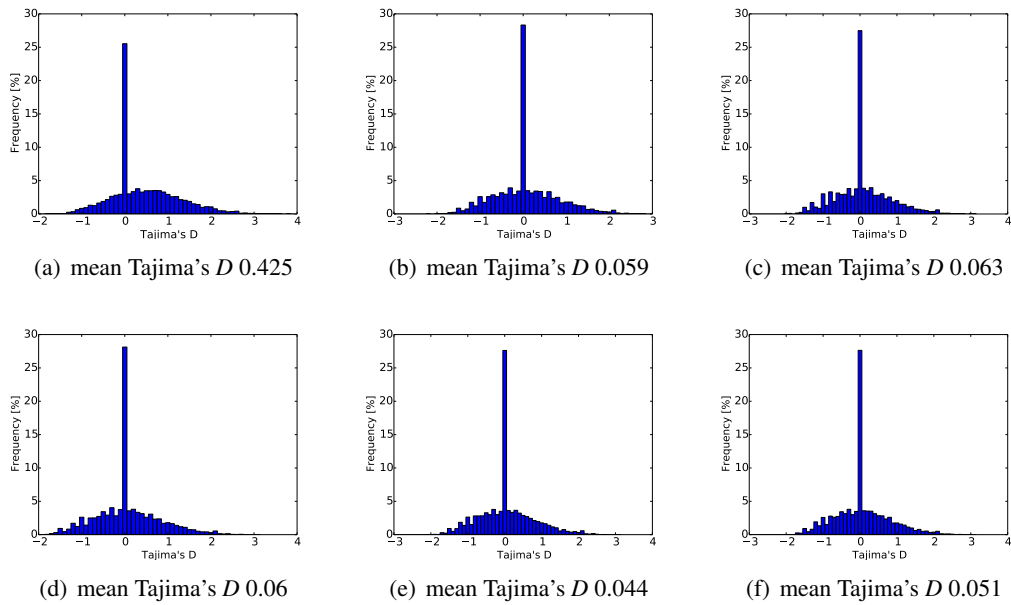 30
25
20
15
10
5
0
Frequency [%]
−2 −1 0 1 2 3 4
Tajima's D
(a) mean Tajima's D 0.425
30
25
20
15
10
5
0
Frequency [%]
−3 −2 −1 0 1 2 3
Tajima's D
(b) mean Tajima's D 0.059
30
25
20
15
10
5
0
Frequency [%]
−3 −2 −1 0 1 2 3 4
Tajima's D
(c) mean Tajima's D 0.063
30
25
20
15
10
5
0
Frequency [%]
−2 −1 0 1 2 3 4
Tajima's D
(d) mean Tajima's D 0.06
30
25
20
15
10
5
0
Frequency [%]
−3 −2 −1 0 1 2 3 4
Tajima's D
(e) mean Tajima's D 0.044
30
25
20
15
10
5
0
Frequency [%]
−3 −2 −1 0 1 2 3 4
Tajima's D
(f) mean Tajima's D 0.051